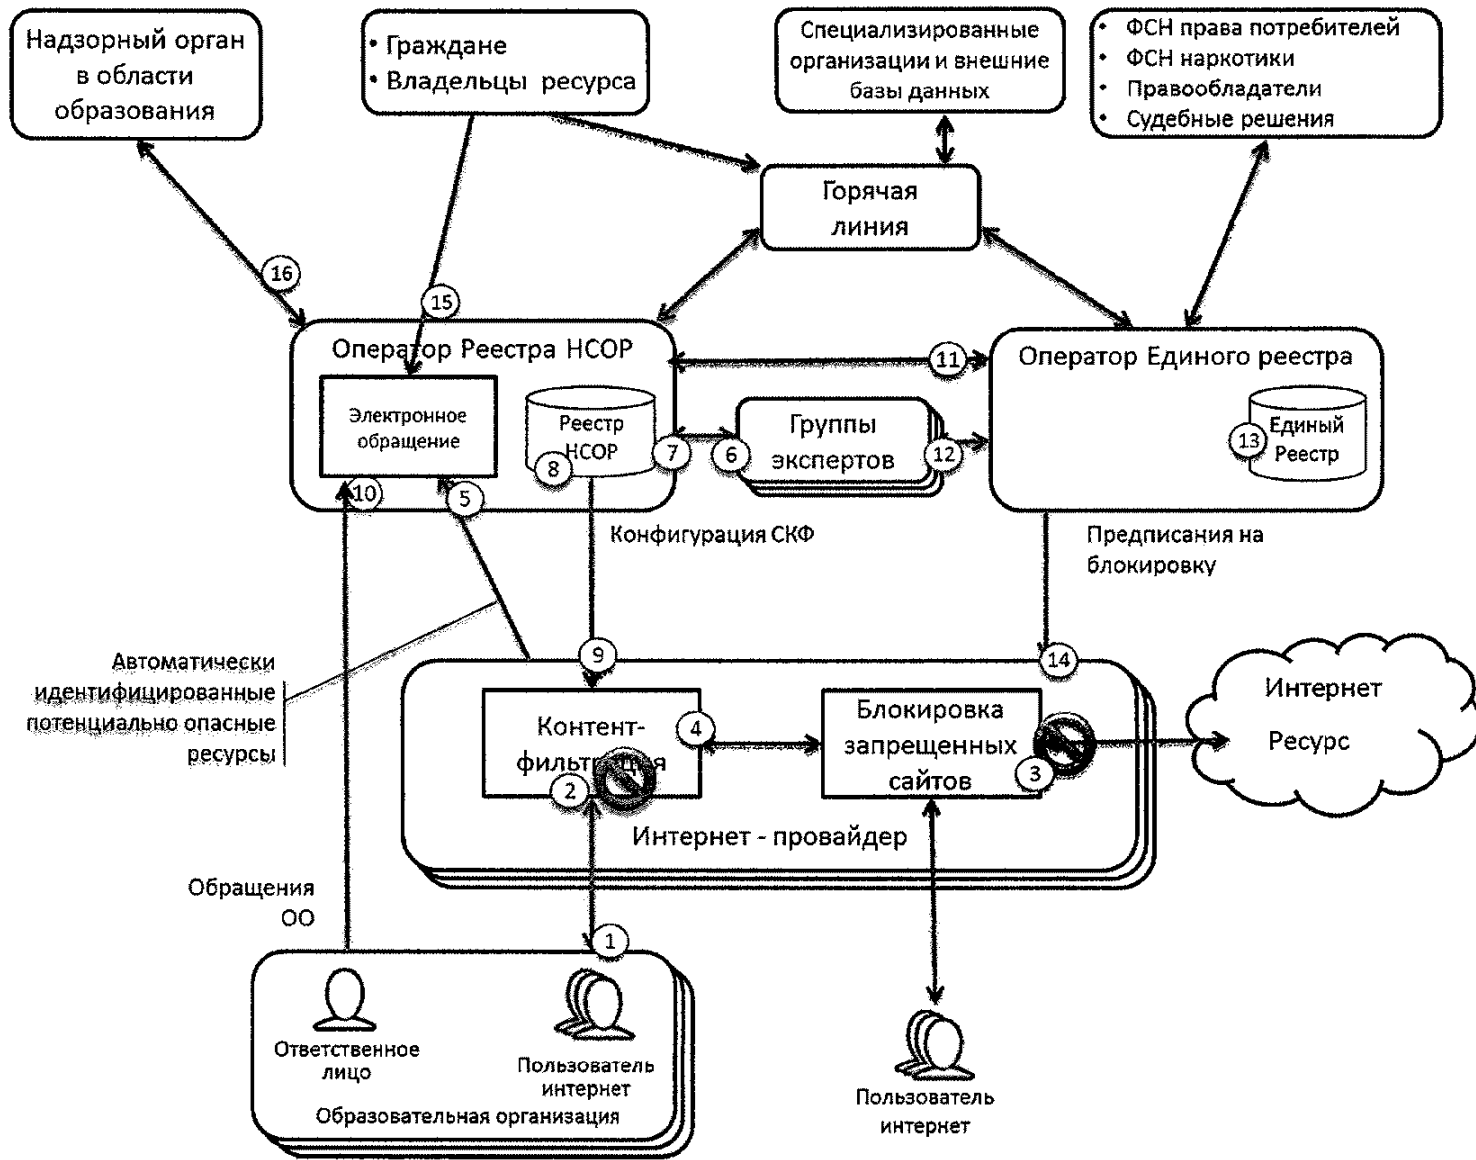 Надзорный орган
в области
образования
• Граждане
• Владельцы ресурса
Специализированные
организации и внешние
базы данных
• ФСН права потребителей
• ФСН наркотики
• Правообладатели
• Судебные решения
Горячая
линия
16
15
Оператор Реестра НСОР
11
Оператор Единого реестра
Электронное
обращение
Реестр
НСОР
8
7
6
Группы
экспертов
12
13
Единый
Реестр
10
5
Конфигурация СКФ
Предписания на
блокировку
Автоматически
идентифицированные
потенциально опасные
ресурсы
9
14
Контент-
фильтрация
4
2
Блокировка
запрещенных
сайтов
3
Интернет
Ресурс
Интернет - провайдер
Обращения
ОО
1
Ответственное
лицо
Пользователь
интернет
Образовательная организация
Пользователь
интернет